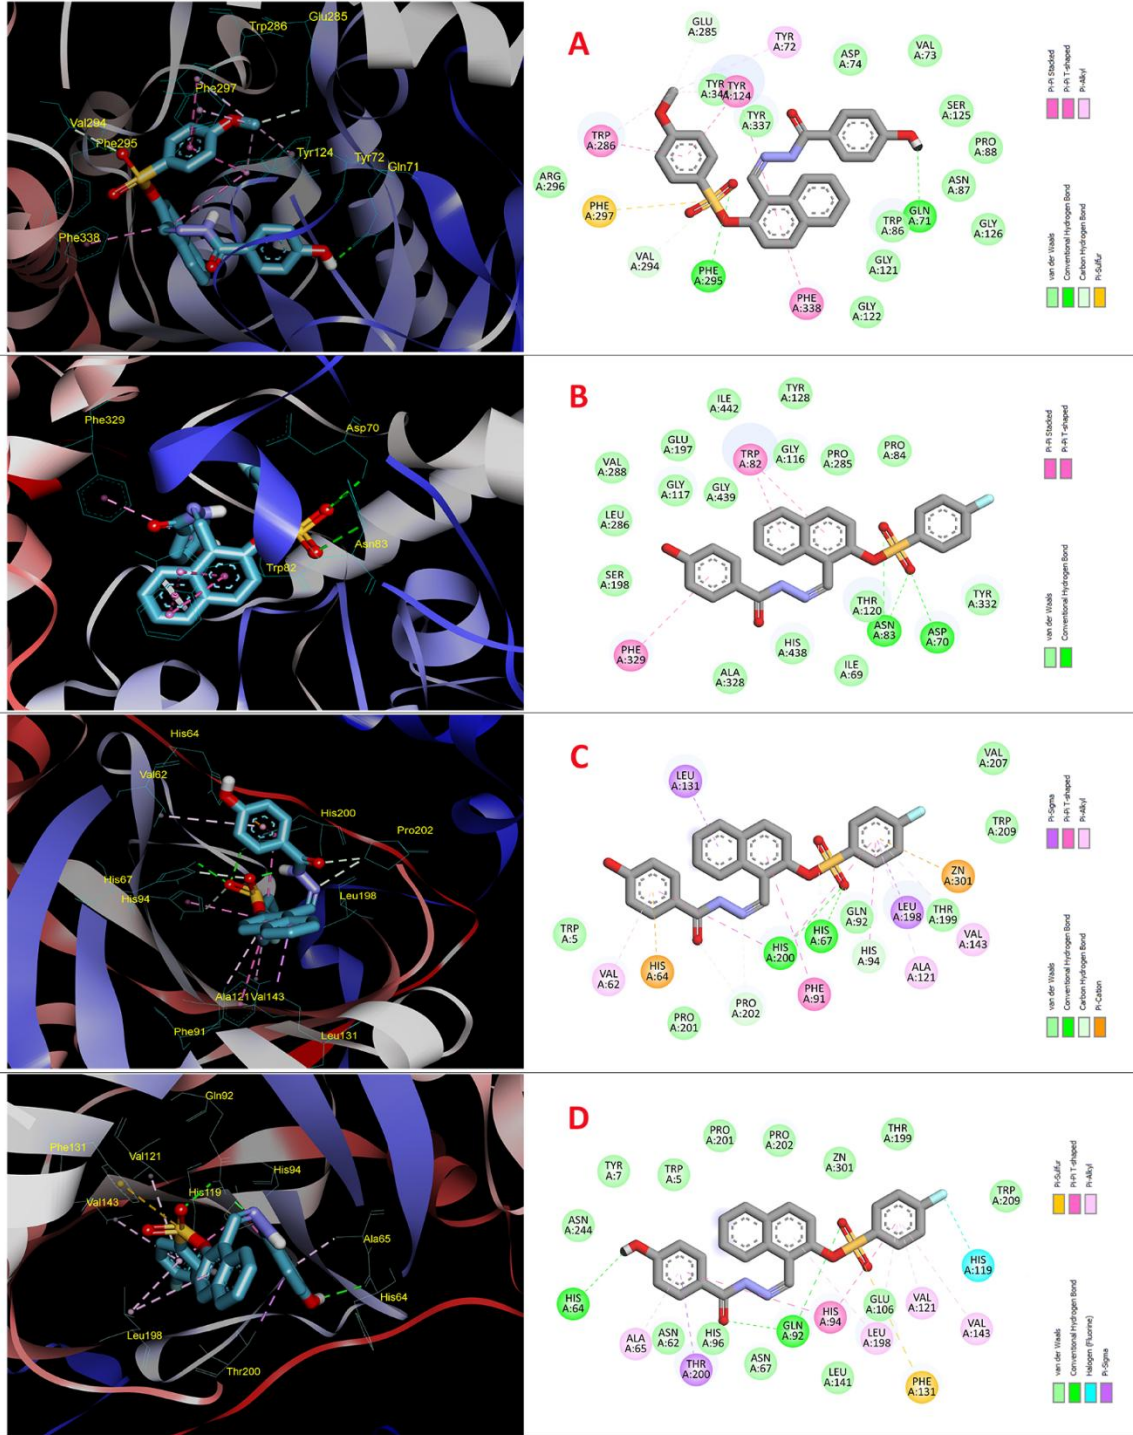 Glu285
Trp286
Phe297
Val294
Phe295
Tyr124
Tyr72
Gln71
Phe338
A
GLU
A:285
TYR
A:72
ASP
A:74
VAL
A:73
TYR
A:341
TYR
A:124
TYR
A:337
SER
A:125
PRO
A:88
TRP
A:286
ARG
A:296
ASN
A:87
PHE
A:297
TRP
A:86
GLN
A:71
GLY
A:126
VAL
A:294
PHE
A:295
GLY
A:121
PHE
A:338
GLY
A:122
Pi-Pi Stacked
Pi-Pi T-shaped
Pi-Alkyl
van der Waals
Conventional Hydrogen Bond
Carbon Hydrogen Bond
Pi-Sulfur
Phe329
Asp70
Asn83
Trp82
B
ILE
A:442
TYR
A:128
GLU
A:197
TRP
A:82
GLY
A:116
PRO
A:285
PRO
A:84
VAL
A:288
GLY
A:117
GLY
A:439
LEU
A:286
SER
A:198
THR
A:120
ASN
A:83
ASP
A:70
TYR
A:332
PHE
A:329
ALA
A:328
HIS
A:438
ILE
A:69
Pi-Pi Stacked
Pi-Pi T-shaped
van der Waals
Conventional Hydrogen Bond
His64
Val62
His200
Pro202
His67
His94
Leu198
Ala121
Val143
Phe91
Leu131
C
LEU
A:131
VAL
A:207
TRP
A:209
ZN
A:301
TRP
A:5
VAL
A:62
HIS
A:64
HIS
A:200
HIS
A:67
GLN
A:92
HIS
A:94
LEU
A:198
THR
A:199
VAL
A:143
ALA
A:121
PHE
A:91
PRO
A:201
PRO
A:202
Pi-Sigma
Pi-Pi T-shaped
Pi-Alkyl
van der Waals
Conventional Hydrogen Bond
Carbon Hydrogen Bond
Pi-Cation
Gln92
Phe131
Val121
His94
His119
Val143
Ala65
His64
Leu198
Thr200
D
PRO
A:201
PRO
A:202
THR
A:199
TYR
A:7
TRP
A:5
ZN
A:301
TRP
A:209
ASN
A:244
HIS
A:119
HIS
A:64
ALA
A:65
ASN
A:62
HIS
A:96
GLN
A:92
HIS
A:94
GLU
A:106
VAL
A:121
VAL
A:143
LEU
A:198
THR
A:200
ASN
A:67
LEU
A:141
PHE
A:131
Pi-Sulfur
Pi-Pi T-shaped
Pi-Alkyl
van der Waals
Conventional Hydrogen Bond
Halogen (Fluorine)
Pi-Sigma